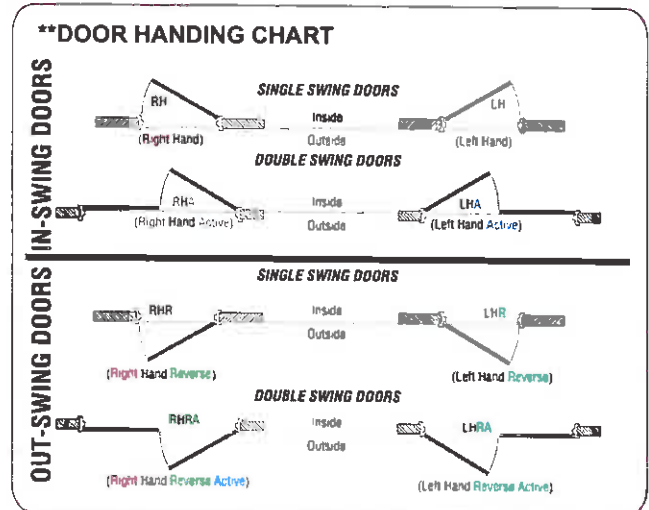 **DOOR HANDING CHART
IN-SWING DOORS
SINGLE SWING DOORS
RH
Inside
LH
(Right Hand)
Outside
(Left Hand)
DOUBLE SWING DOORS
RHA
Inside
LHA
(Right Hand Active)
Outside
(Left Hand Active)
OUT-SWING DOORS
SINGLE SWING DOORS
RHR
Inside
LHR
Outside
(Right Hand Reverse)
(Left Hand Reverse)
DOUBLE SWING DOORS
RHRA
Inside
LHRA
Outside
(Right Hand Reverse Active)
(Left Hand Reverse Active)